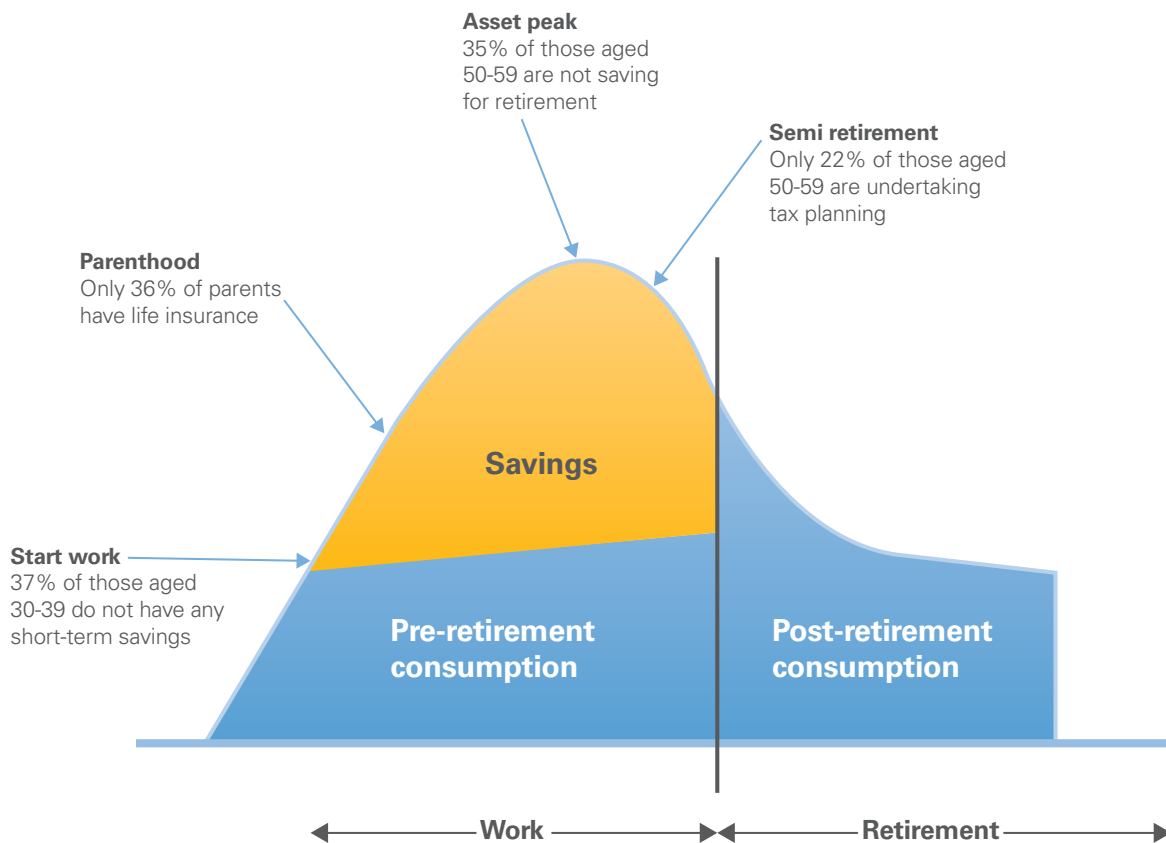 Asset peak
35% of those aged
50-59 are not saving
for retirement
Semi retirement
Only 22% of those aged
50-59 are undertaking
tax planning
Parenthood
Only 36% of parents
have life insurance
Savings
Start work
37% of those aged
30-39 do not have any
short-term savings
Pre-retirement
consumption
Post-retirement
consumption
Work
Retirement